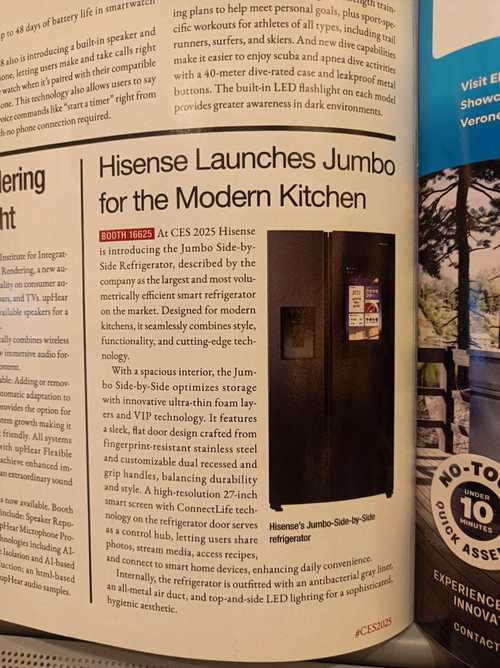 p to 48 days of battery life in smartwatch
8 also is introducing a built-in speaker and
one, letting users make and take calls right
watch when it's paired with their compatible
one. This technology also allows users to say
voice commands like "start a timer" right from
h-no phone connection required.
ing plans to help meet personal goals, plus sport-spe-
cific workouts for athletes of all types, including trail
runners, surfers, and skiers. And new dive capabilities
make it easier to enjoy scuba and apnea dive activities
with a 40-meter dive-rated case and leakproof metal
buttons. The built-in LED flashlight on each model
provides greater awareness in dark environments.
dering
ht
Institute for Integrat-
Rendering, a new au-
ality on consumer au-
ars, and TVs. upHear
vailable speakers for a
cally combines wireless
immersive audio for-
onment.
able: Adding or remov-
tomatic adaptation to
provides the option for
stem growth making it
friendly. All systems
with upHear Flexible
achieve enhanced im-
an extraordinary sound
s now available. Booth
include: Speaker Repo-
pHear Microphone Pro-
hnologies including AI-
Isolation and AI-based
uction; an html-based
upHear audio samples.
Hisense Launches Jumbo
for the Modern Kitchen
BOOTH 16625 At CES 2025 Hisense
is introducing the Jumbo Side-by-
Side Refrigerator, described by the
company as the largest and most volu-
metrically efficient smart refrigerator
on the market. Designed for modern
kitchens, it seamlessly combines style,
functionality, and cutting-edge tech-
nology.
With a spacious interior, the Jum-
bo Side-by-Side optimizes storage
with innovative ultra-thin foam lay-
ers and VIP technology. It features
a sleek, flat door design crafted from
fingerprint-resistant stainless steel
and customizable dual recessed and
grip handles, balancing durability
and style. A high-resolution 27-inch
smart screen with ConnectLife tech-
nology on the refrigerator door serves
as a control hub, letting users share
photos, stream media, access recipes,
and connect to smart home devices, enhancing daily convenience.
Internally, the refrigerator is outfitted with an antibacterial gray liner,
an all-metal air duct, and top-and-side LED lighting for a sophisticated,
hygienic aesthetic.
Hisense's Jumbo-Side-by-Side
refrigerator
#CES2025
Visit El
Showc
Verone
NO-TOO
UNDER
10
MINUTES
QUICK ASSE
EXPERIENCE
INNOVAT
CONTAC